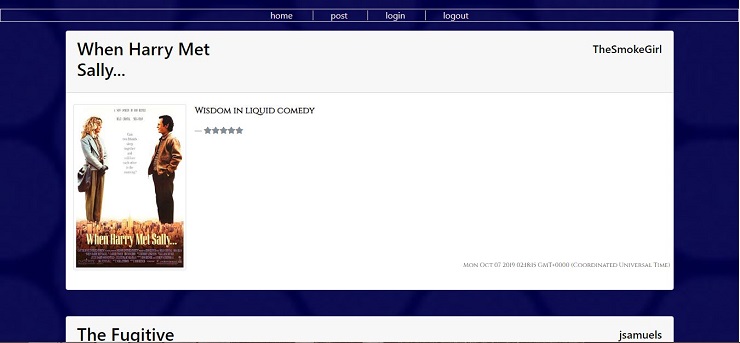 home
post
login
logout
When Harry Met
Sally...
TheSmokeGirl
Wisdom in liquid comedy
— ★★★★★
When Harry Met Sally...
Mon Oct 07 2019 02:18:15 GMT+0000 (Coordinated Universal Time)
The Fugitive
jsamuels